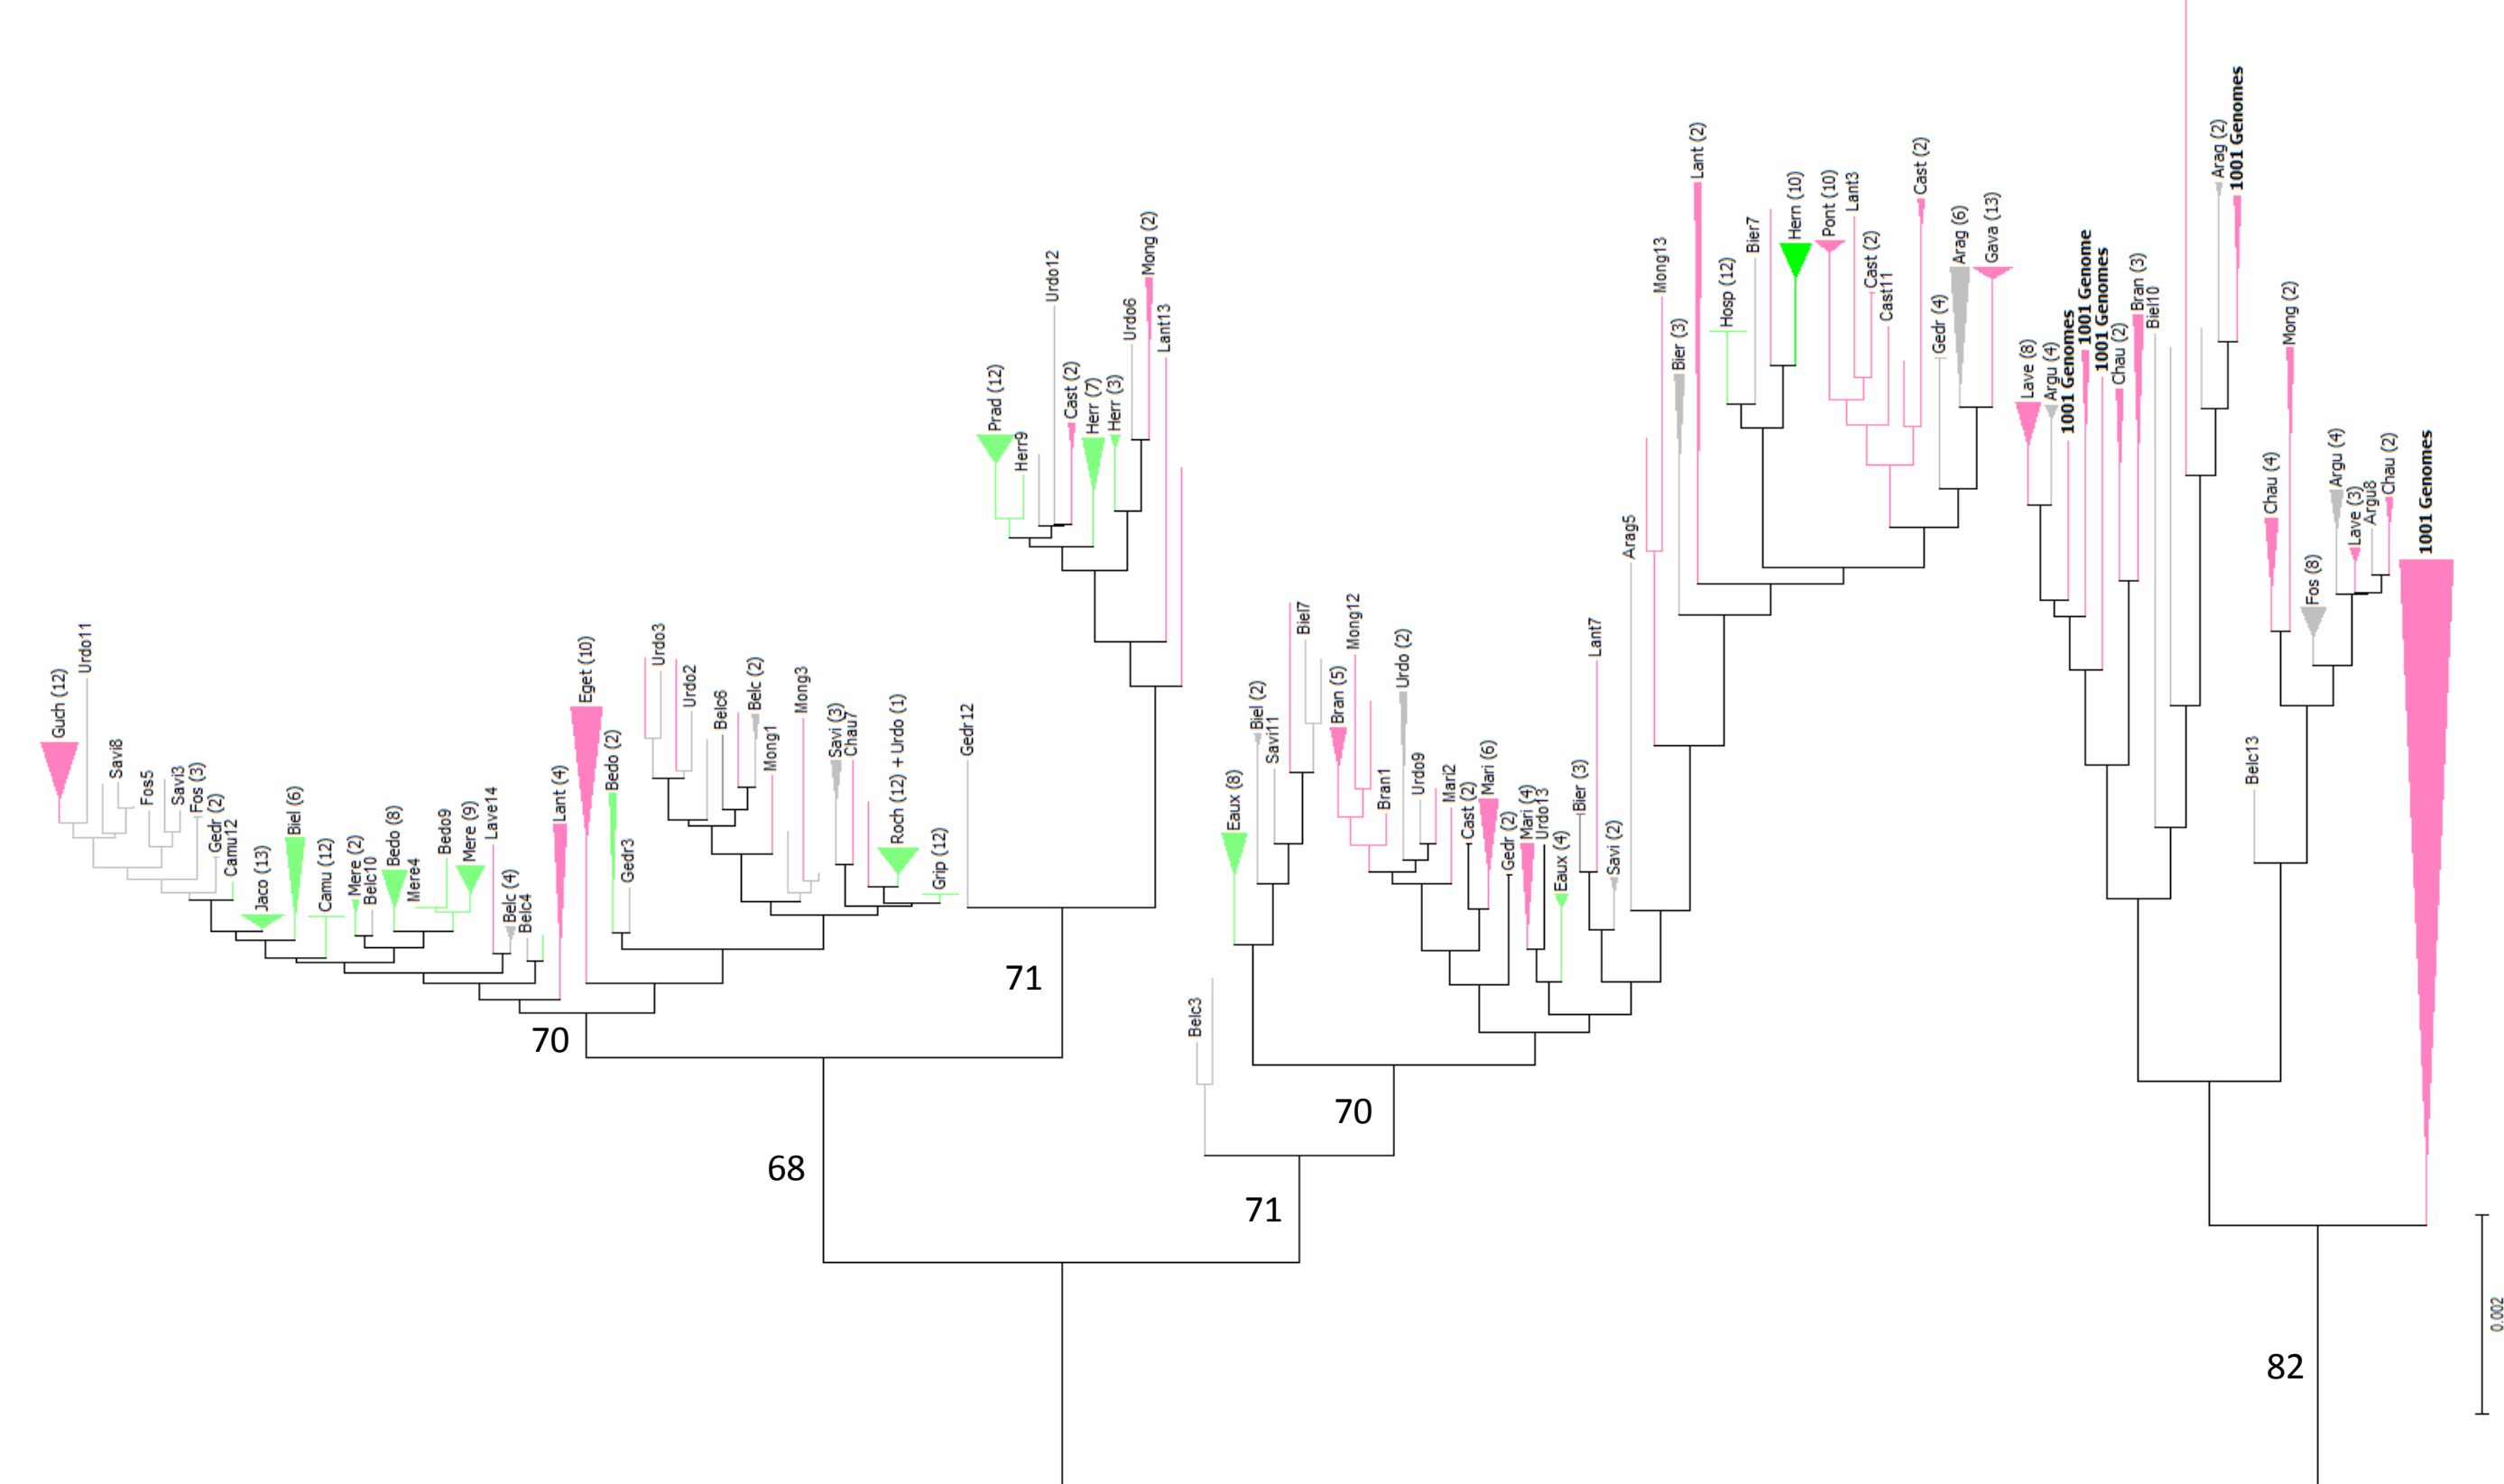 Guch (12)
Urdo11
Savi8
Fos5
Savi3
Fos (3)
Gedr (2)
Camu12
Jaco (13)
Biel (6)
Camu (12)
Mere (2)
Belc10
Bedo (8)
Mere4
Bedo9
Mere (9)
Lave14
Belc (4)
Belc4
Lant (4)
Eget (10)
Bedo (2)
Gedr3
Urdo3
Urdo2
Belc6
Belc (2)
Mong1
Mong3
Savi (3)
Chau7
Roch (12) + Urdo (1)
Grip (12)
Gedr12
Prad (12)
Herr9
Urdo12
Cast (2)
Herr (7)
Herr (3)
Urdo6
Mong (2)
Lant13
Belc3
Eaux (8)
Biel (2)
Savi11
Biel7
Bran (5)
Mong12
Bran1
Urdo (2)
Urdo9
Mari2
Cast (2)
Mari (6)
Gedr (2)
Mari (4)
Urdo13
Eaux (4)
Bier (3)
Lant7
Savi (2)
Arag5
Mong13
Bier (3)
Lant (2)
Hosp (12)
Bier7
Hern (10)
Pont (10)
Lant3
Cast (2)
Cast11
Cast (2)
Gedr (4)
Arag (6)
Gava (13)
Lave (8)
Argu (4)
1001 Genomes
1001 Genome
1001 Genomes
Chau (2)
Bran (3)
Biel10
Arag (2)
1001 Genomes
Belc13
Chau (4)
Mong (2)
Fos (8)
Argu (4)
Lave (3)
Argu8
Chau (2)
1001 Genomes
70
71
68
70
71
82
0.002